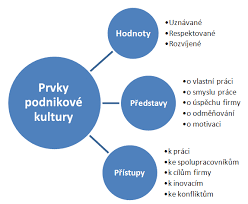 Prvky
podnikové
kultury
Hodnoty
•Uznávané
•Respektované
•Rozvíjené
Představy
•o vlastní práci
•o smyslu práce
•o úspěchu firmy
•o odměňování
•o motivaci
Přístupy
•k práci
•ke spolupracovníkům
•k cílům firmy
•k inovacím
•ke konfliktům